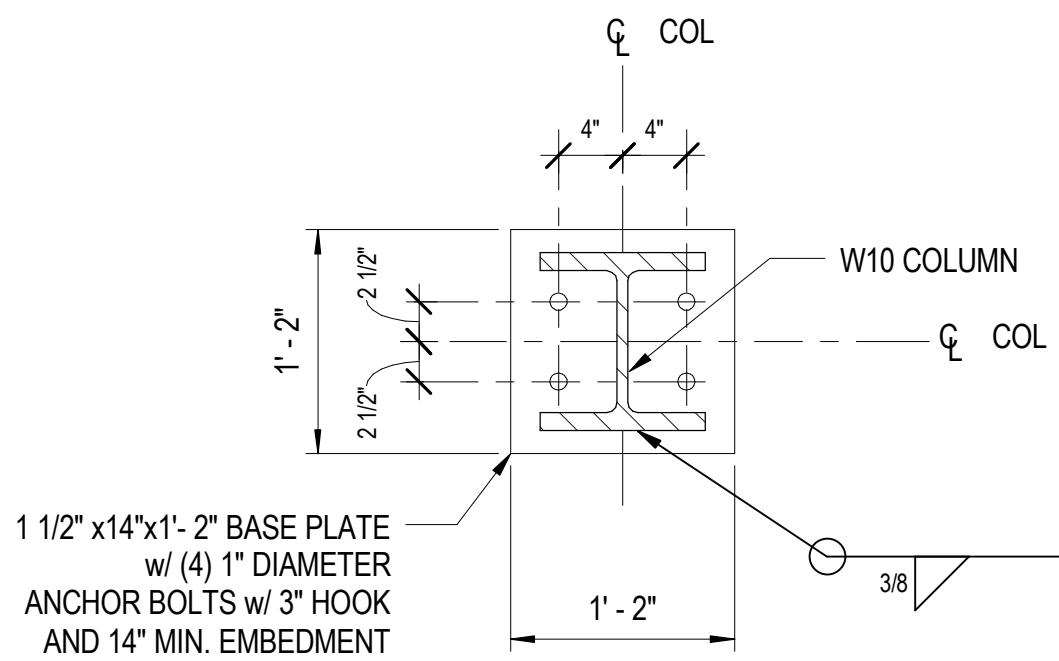 ℄ COL
4" 4"
2 1/2"
W10 COLUMN
1' - 2"
℄ COL
2 1/2"
1 1/2" x14"x1'- 2" BASE PLATE
w/ (4) 1" DIAMETER
ANCHOR BOLTS w/ 3" HOOK
AND 14" MIN. EMBEDMENT
3/8
1' - 2"